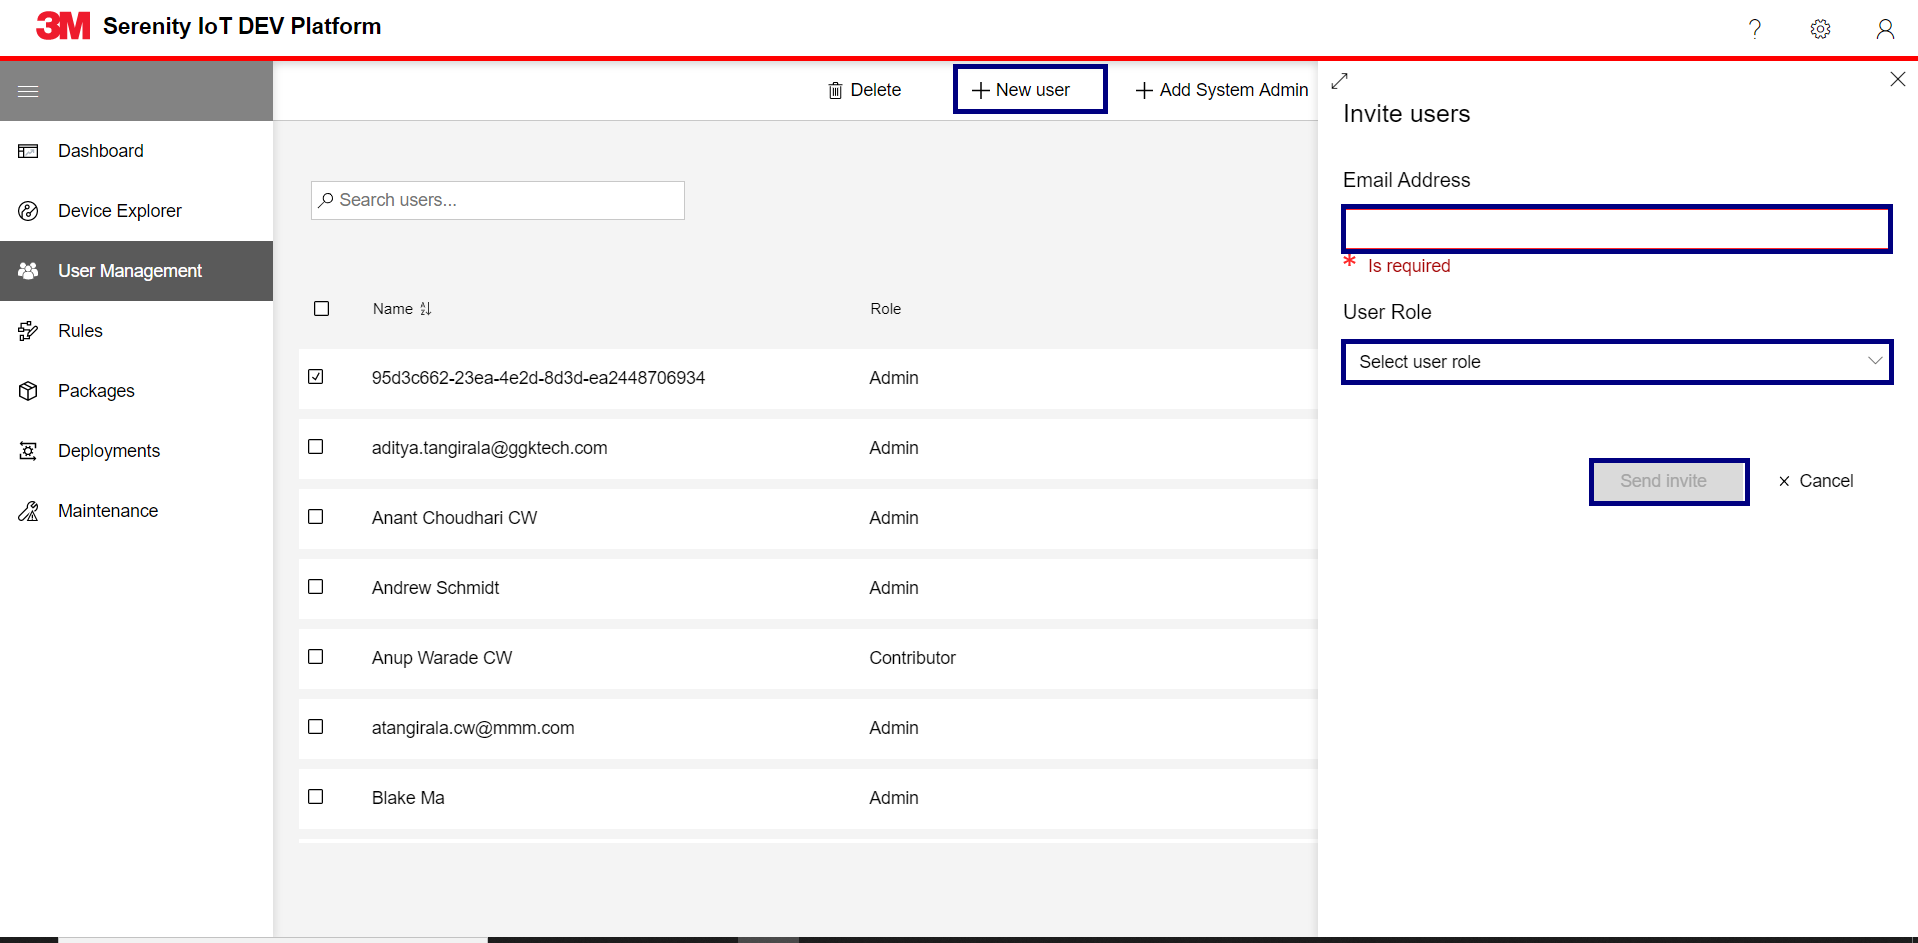 3M Serenity IoT DEV Platform
Delete
New user
Add System Admin
Dashboard
Device Explorer
User Management
Rules
Packages
Deployments
Maintenance
Search users...
Name
Role
95d3c662-23ea-4e2d-8d3d-ea2448706934 Admin
aditya.tangirala@ggktech.com Admin
Anant Choudhari CW Admin
Andrew Schmidt Admin
Anup Warade CW Contributor
atangirala.cw@mmm.com Admin
Blake Ma Admin
Invite users
Email Address
* Is required
User Role
Select user role
Send invite
Cancel